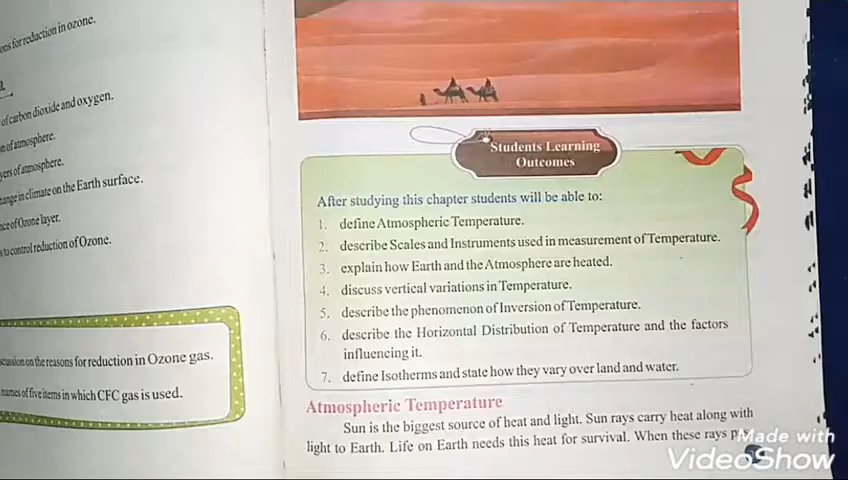 ons for reduction in ozone.
of carbon dioxide and oxygen.
n of atmosphere.
yers of atmosphere.
hange in climate on the Earth surface.
nce of Ozone layer.
s to control reduction of Ozone.
scussion on the reasons for reduction in Ozone gas.
names of five items in which CFC gas is used.
Students Learning
Outcomes
After studying this chapter students will be able to:
1. define Atmospheric Temperature.
2. describe Scales and Instruments used in measurement of Temperature.
3. explain how Earth and the Atmosphere are heated.
4. discuss vertical variations in Temperature.
5. describe the phenomenon of Inversion of Temperature.
6. describe the Horizontal Distribution of Temperature and the factors
influencing it.
7. define Isotherms and state how they vary over land and water.
Atmospheric Temperature
Sun is the biggest source of heat and light. Sun rays carry heat along with
light to Earth. Life on Earth needs this heat for survival. When these rays
Made with
VideoShow